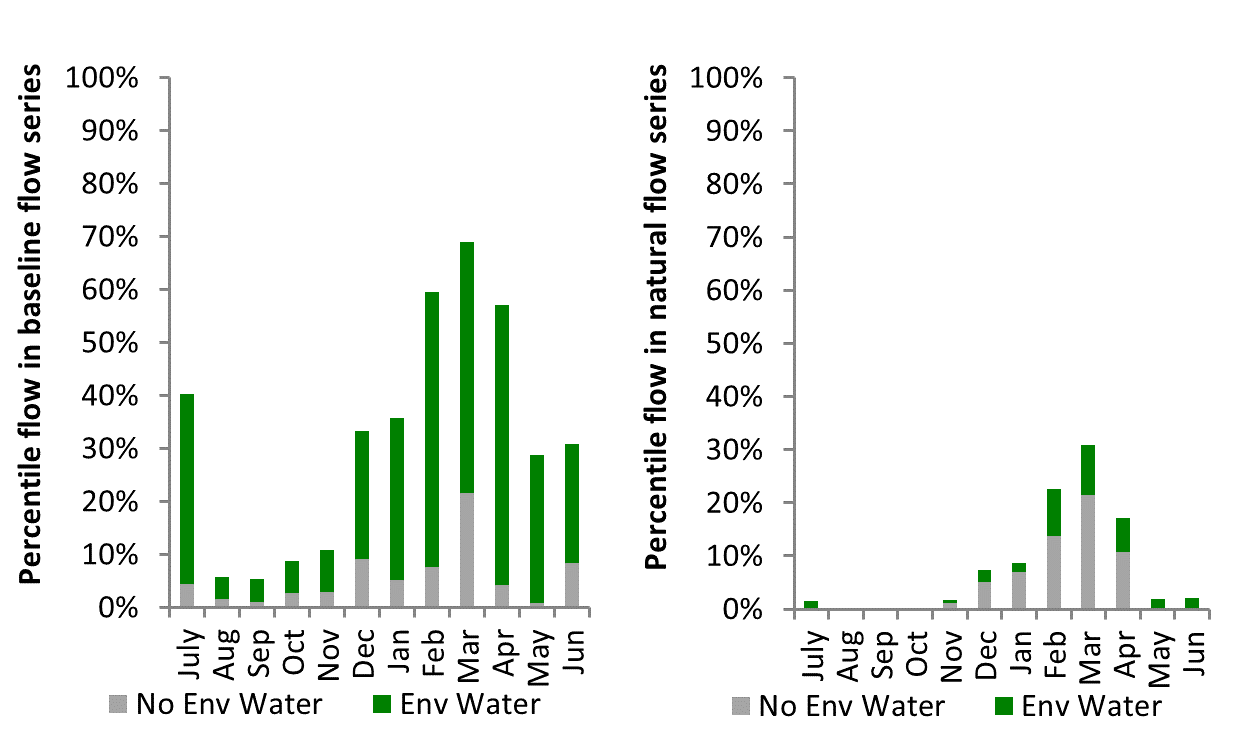 Percentile flow in baseline flow series
100%
90%
80%
70%
60%
50%
40%
30%
20%
10%
0%
July
Aug
Sep
Oct
Nov
Dec
Jan
Feb
Mar
Apr
May
Jun
No Env Water
Env Water
Percentile flow in natural flow series
100%
90%
80%
70%
60%
50%
40%
30%
20%
10%
0%
July
Aug
Sep
Oct
Nov
Dec
Jan
Feb
Mar
Apr
May
Jun
No Env Water
Env Water